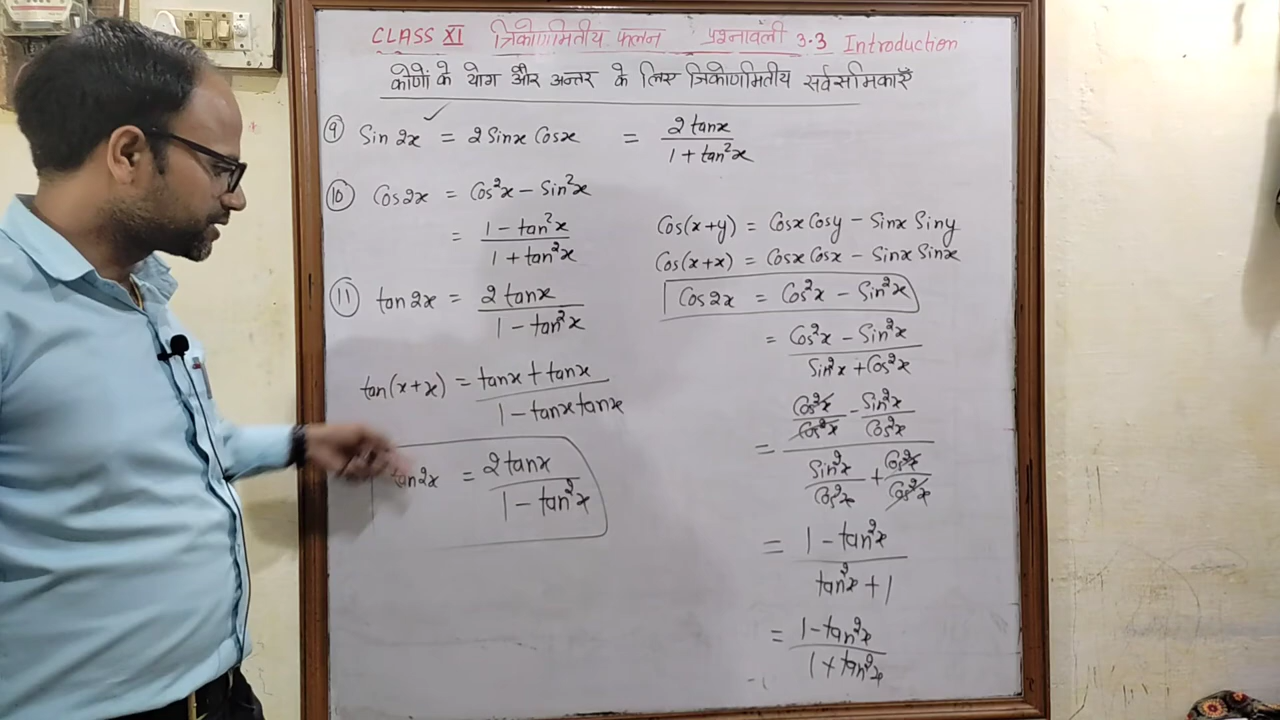 CLASS XI त्रिकोणमितीय फलन प्रश्नावली 3.3 Introduction
कोणों के योग और अन्तर के लिए त्रिकोणमितीय सर्वसमिकाएँ
⑨ Sin 2x ✓ = 2 Sinx Cosx = 2 tanx / 1 + tan²x
⑩ Cos2x = Cos²x − Sin²x
= 1 − tan²x / 1 + tan²x
⑪ tan 2x = 2 tanx / 1 − tan²x
tan(x + x) = tanx + tanx / 1 − tanx tanx
tan2x = 2 tanx / 1 − tan²x
Cos(x+y) = Cosx Cosy − Sinx Siny
Cos(x+x) = Cosx Cosx − Sinx Sinx
Cos 2x = Cos²x − Sin²x
= Cos²x − Sin²x / Sin²x + Cos²x
= Cos²x / Cos²x − Sin²x / Cos²x / Sin²x / Cos²x + Cos²x / Cos²x
= 1 − tan²x / tan²x + 1
= 1 − tan²x / 1 + tan²x